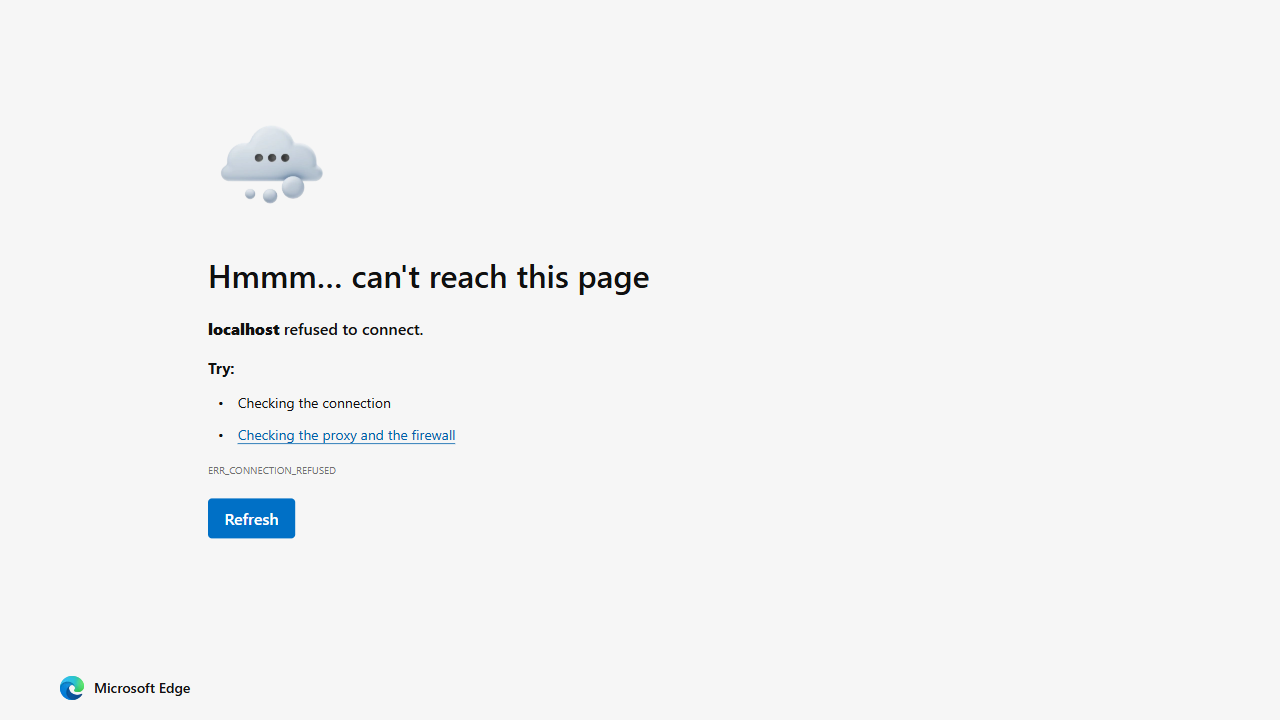 Hmmm… can't reach this page
localhost refused to connect.
Try:
• Checking the connection
• Checking the proxy and the firewall
ERR_CONNECTION_REFUSED
Refresh
Microsoft Edge